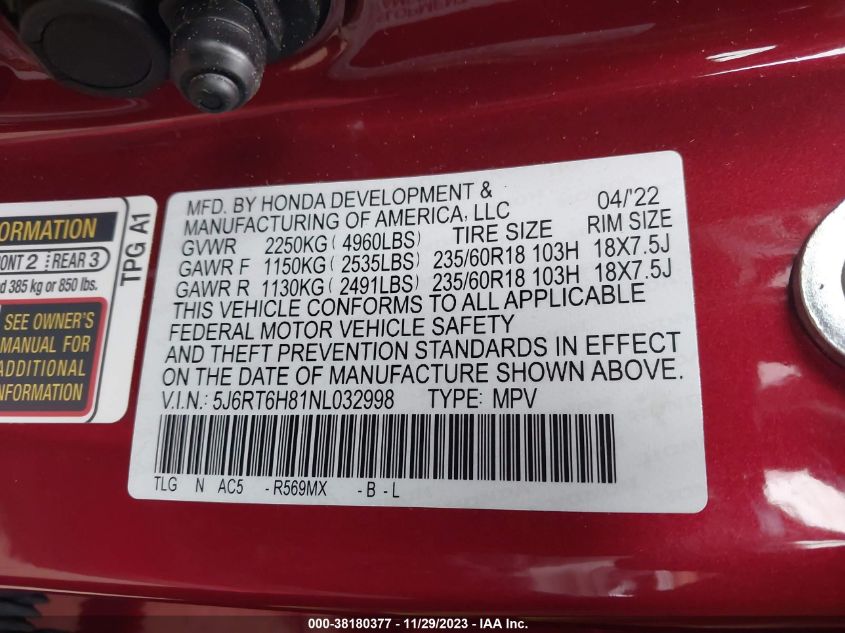 MFD. BY HONDA DEVELOPMENT & 04/'22
MANUFACTURING OF AMERICA, LLC TIRE SIZE RIM SIZE
GVWR 2250KG ( 4960LBS)
GAWR F 1150KG ( 2535LBS) 235/60R18 103H 18X7.5J
GAWR R 1130KG ( 2491LBS) 235/60R18 103H 18X7.5J
THIS VEHICLE CONFORMS TO ALL APPLICABLE
FEDERAL MOTOR VEHICLE SAFETY
AND THEFT PREVENTION STANDARDS IN EFFECT
ON THE DATE OF MANUFACTURE SHOWN ABOVE.
V.I.N.: 5J6RT6H81NL032998 TYPE: MPV
TLG N AC5 - R569MX - B - L
TPG A1
ORMATION
ONT 2 REAR 3
d 385 kg or 850 lbs.
SEE OWNER'S
MANUAL FOR
ADDITIONAL
INFORMATION
000-38180377 - 11/29/2023 - IAA Inc.